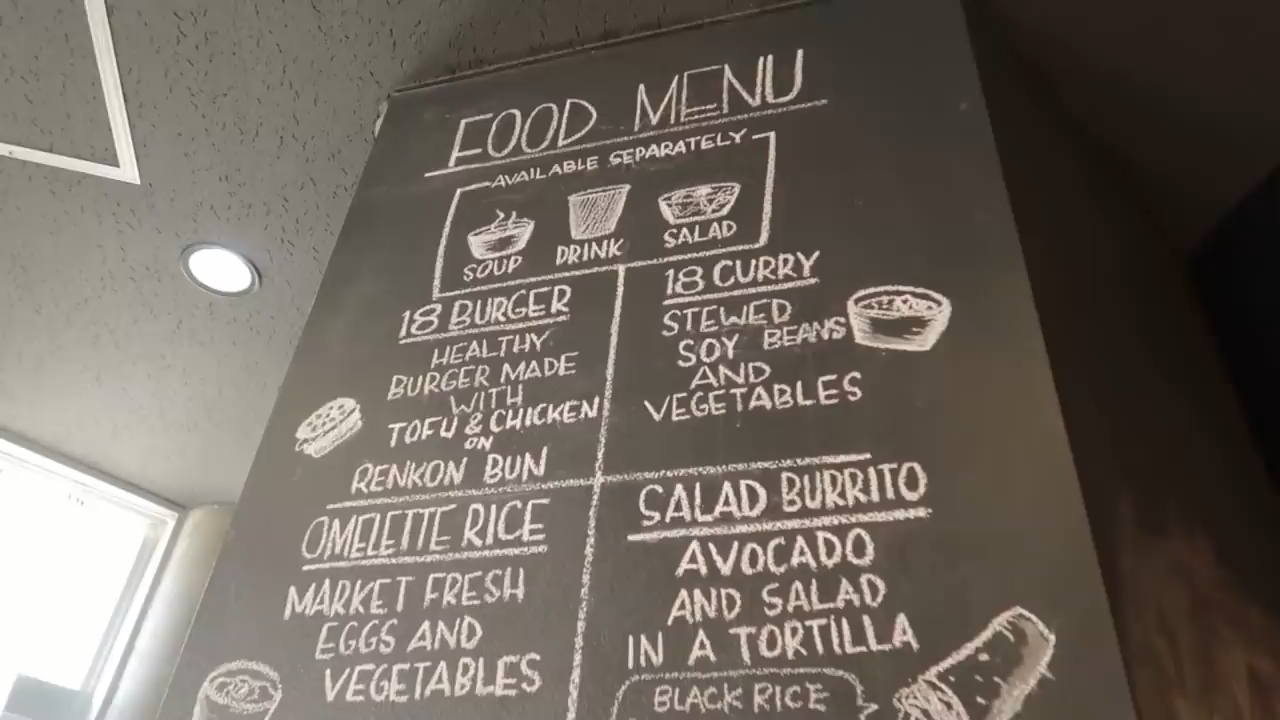 FOOD MENU
AVAILABLE SEPARATELY
SOUP
DRINK
SALAD
18 BURGER
HEALTHY
BURGER MADE
WITH
TOFU & CHICKEN
ON
RENKON BUN
18 CURRY
STEWED
SOY BEANS
AND
VEGETABLES
OMELETTE RICE
MARKET FRESH
EGGS AND
VEGETABLES
SALAD BURRITO
AVOCADO
AND SALAD
IN A TORTILLA
BLACK RICE